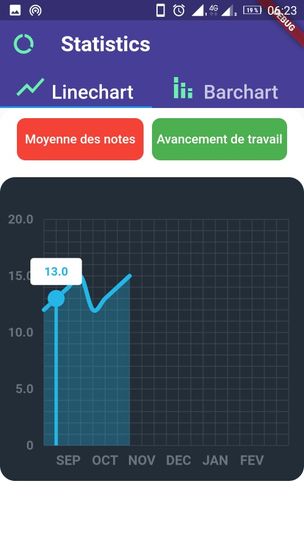 4G 19% 06:23
DEBUG
Statistics
Linechart
Barchart
Moyenne des notes
Avancement de travail
20.0
15.0
13.0
10.0
5.0
0
SEP OCT NOV DEC JAN FEV